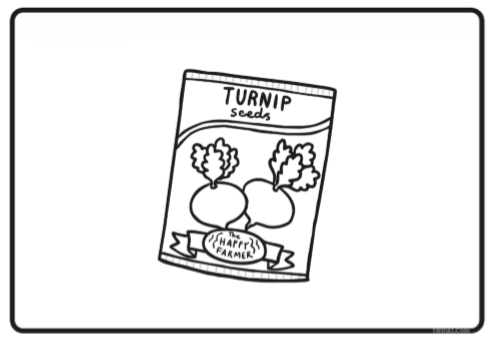 TURNIP
seeds
The
HAPPY
FARMER